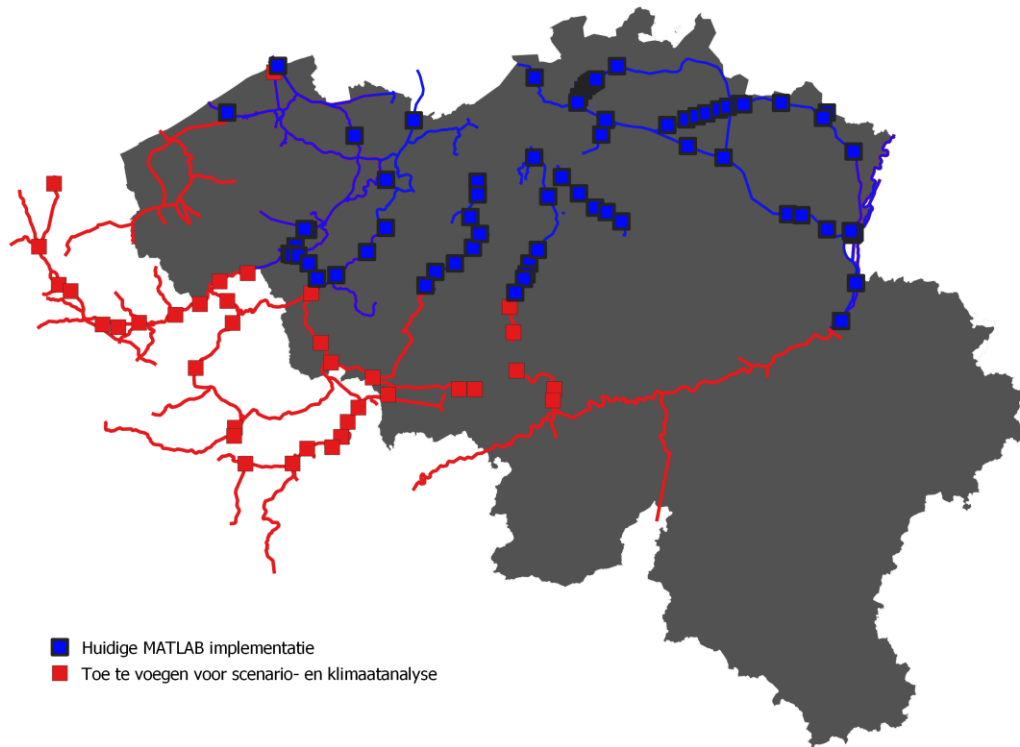 Huidige MATLAB implementatie
Toe te voegen voor scenario- en klimaatanalyse